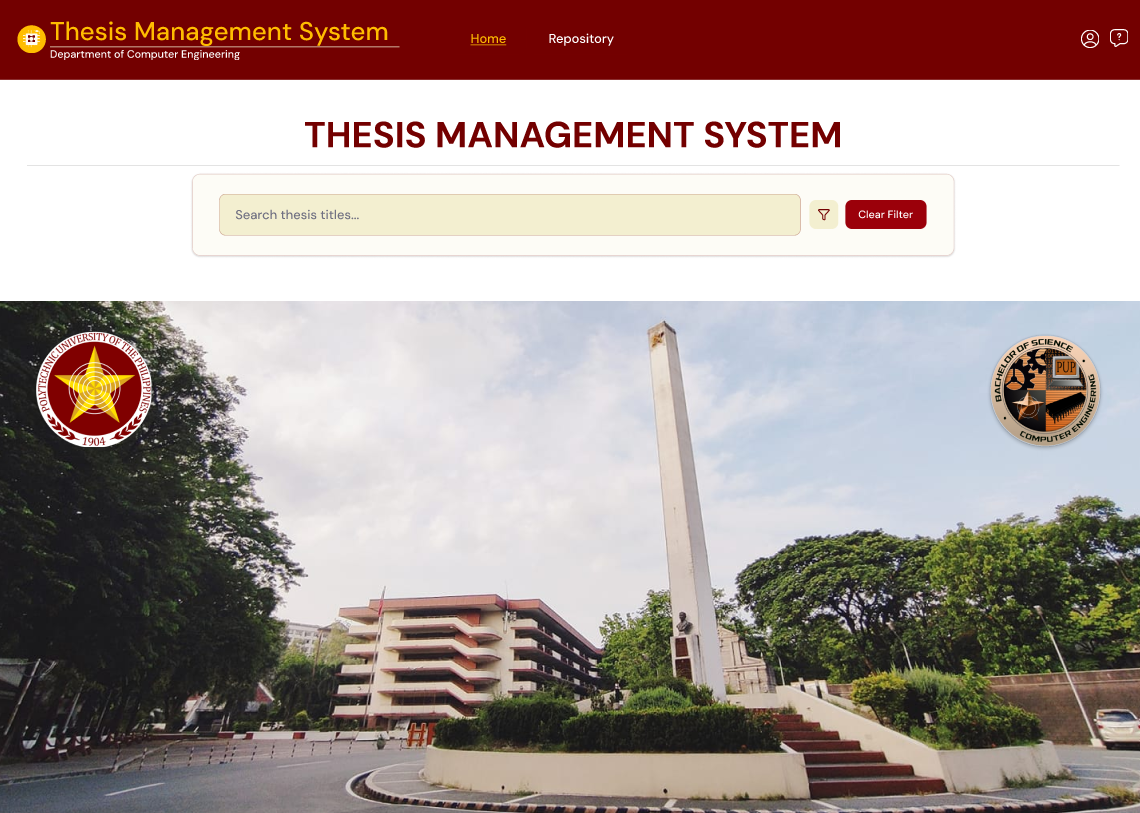 Thesis Management System
Department of Computer Engineering
Home
Repository
THESIS MANAGEMENT SYSTEM
Search thesis titles...
Clear Filter
POLYTECHNIC UNIVERSITY OF THE PHILIPPINES
1904
BACHELOR OF SCIENCE
PUP
COMPUTER ENGINEERING